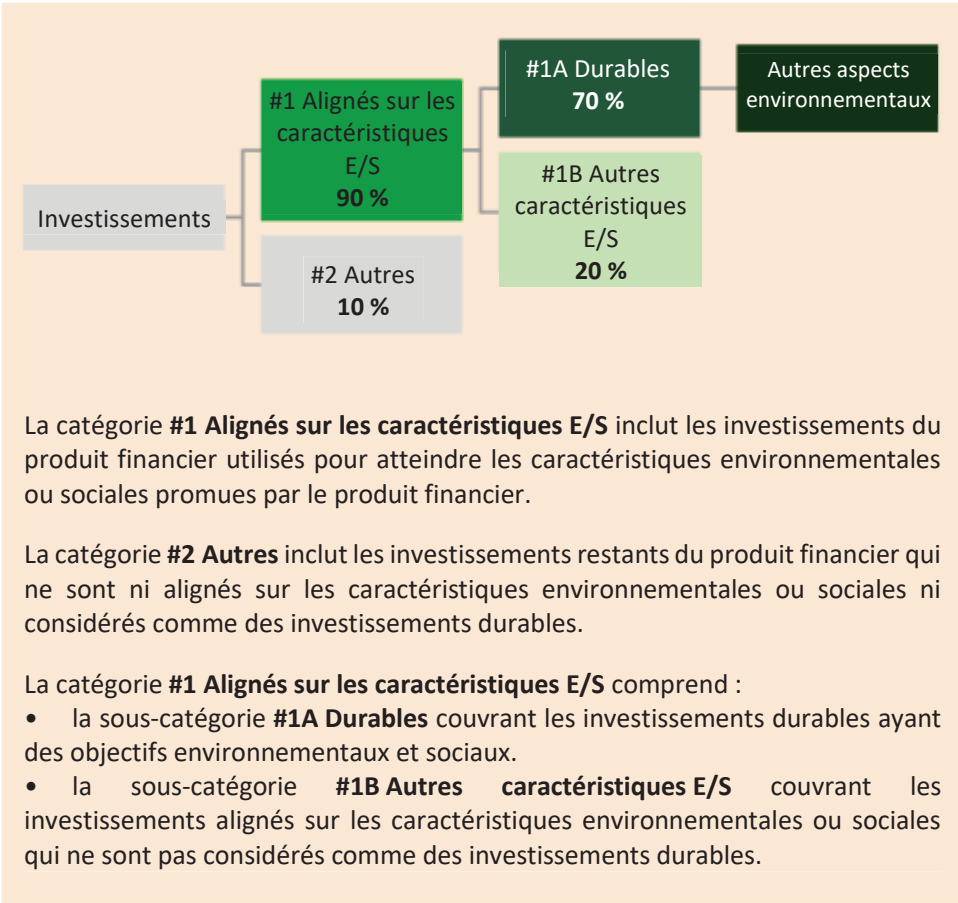 Investissements
#1 Alignés sur les
caractéristiques
E/S
90 %
#2 Autres
10 %
#1A Durables
70 %
#1B Autres
caractéristiques
E/S
20 %
Autres aspects
environnementaux
La catégorie #1 Alignés sur les caractéristiques E/S inclut les investissements du
produit financier utilisés pour atteindre les caractéristiques environnementales
ou sociales promues par le produit financier.
La catégorie #2 Autres inclut les investissements restants du produit financier qui
ne sont ni alignés sur les caractéristiques environnementales ou sociales ni
considérés comme des investissements durables.
La catégorie #1 Alignés sur les caractéristiques E/S comprend :
• la sous-catégorie #1A Durables couvrant les investissements durables ayant
des objectifs environnementaux et sociaux.
• la sous-catégorie #1B Autres caractéristiques E/S couvrant les
investissements alignés sur les caractéristiques environnementales ou sociales
qui ne sont pas considérés comme des investissements durables.